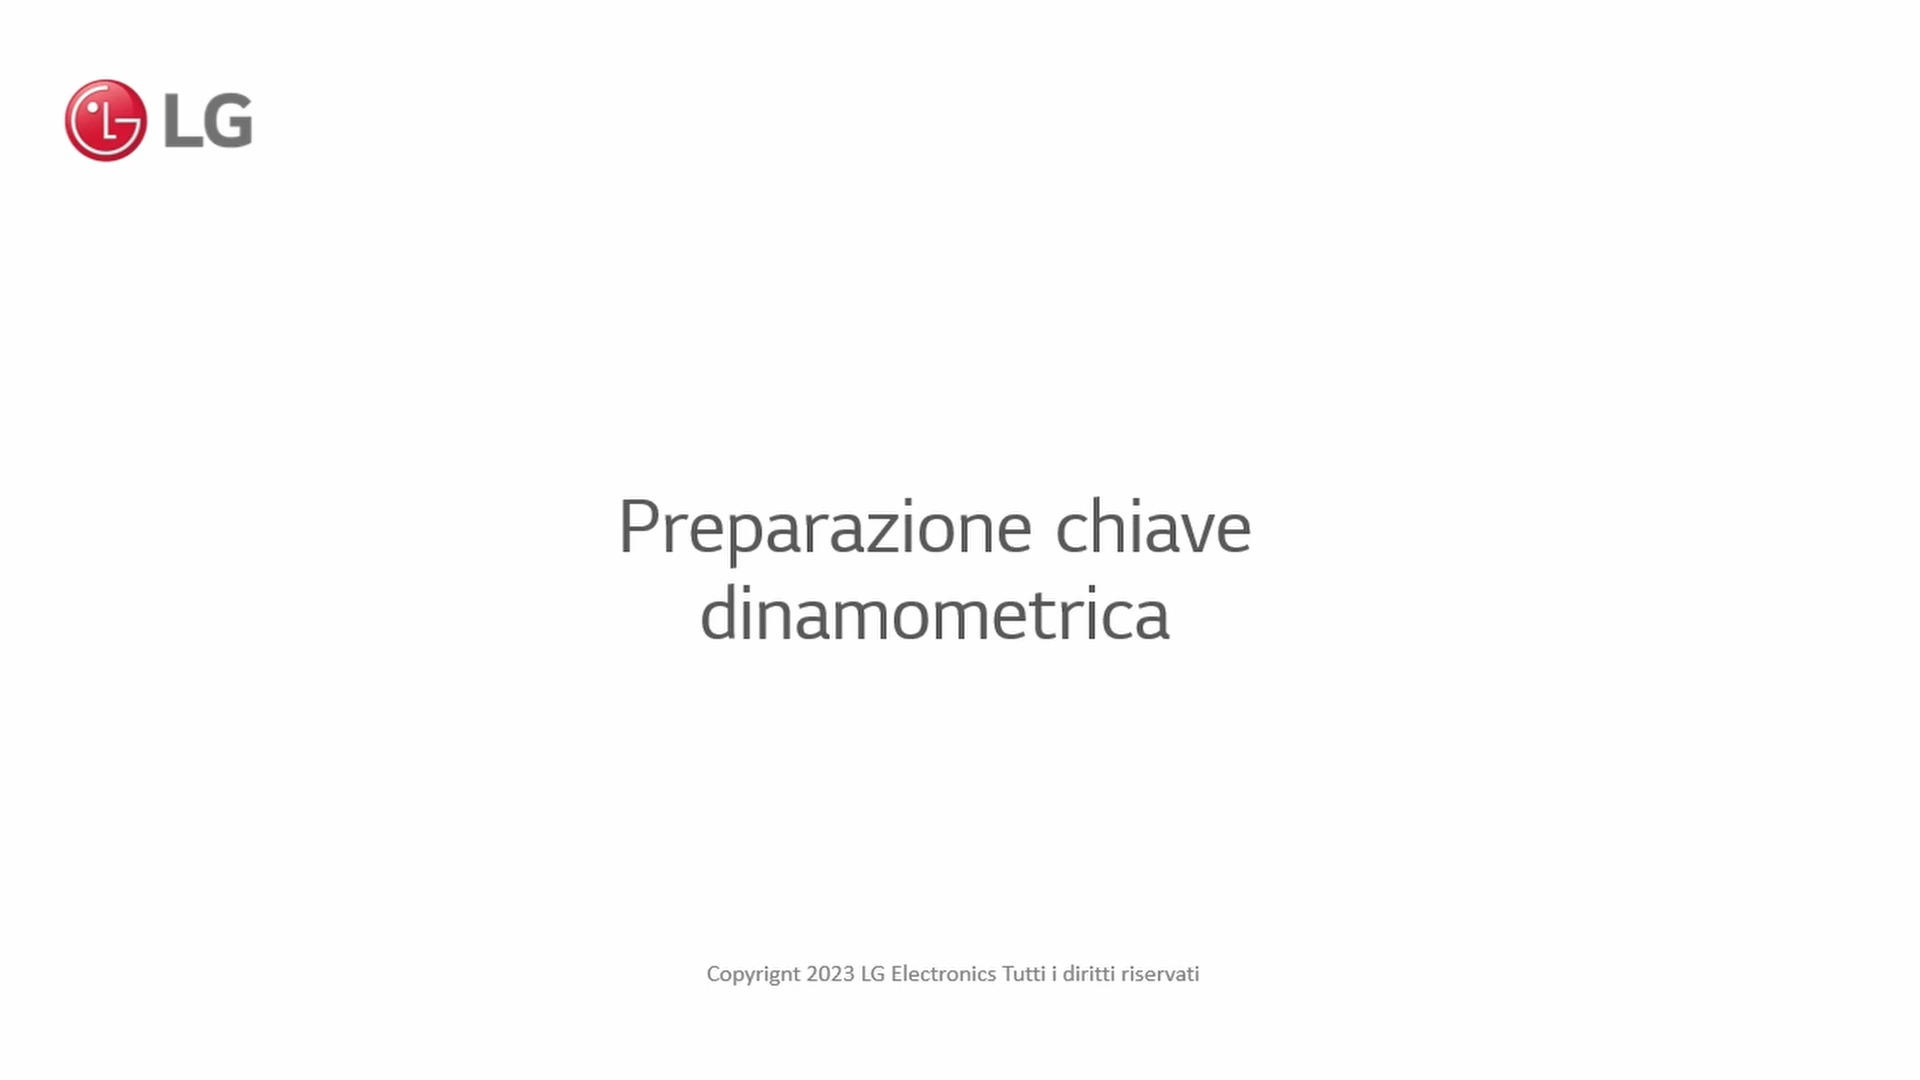 LG
Preparazione chiave
dinamometrica
Copyrignt 2023 LG Electronics Tutti i diritti riservati